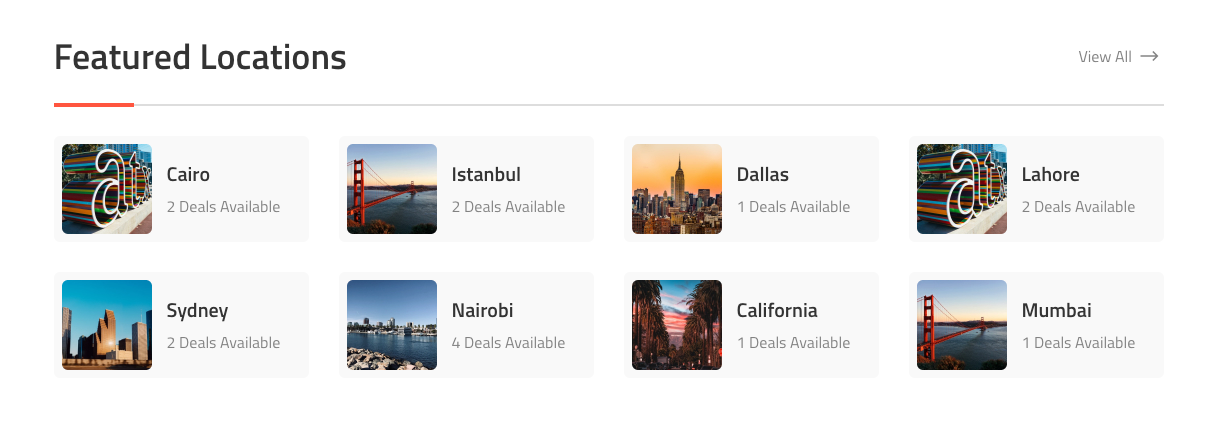 Featured Locations
View All
Cairo
2 Deals Available
Istanbul
2 Deals Available
Dallas
1 Deals Available
Lahore
2 Deals Available
Sydney
2 Deals Available
Nairobi
4 Deals Available
California
1 Deals Available
Mumbai
1 Deals Available